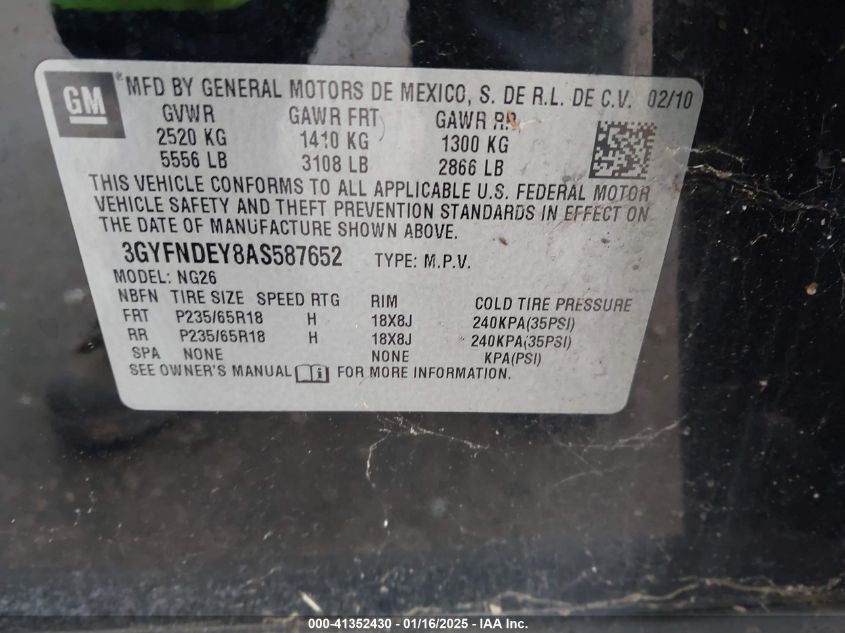 GM MFD BY GENERAL MOTORS DE MEXICO, S. DE R.L. DE C.V. 02/10
GVWR GAWR FRT GAWR RR
2520 KG 1410 KG 1300 KG
5556 LB 3108 LB 2866 LB
THIS VEHICLE CONFORMS TO ALL APPLICABLE U.S. FEDERAL MOTOR
VEHICLE SAFETY AND THEFT PREVENTION STANDARDS IN EFFECT ON
THE DATE OF MANUFACTURE SHOWN ABOVE.
3GYFNDEY8AS587652 TYPE: M.P.V.
MODEL: NG26
NBFN TIRE SIZE SPEED RTG RIM COLD TIRE PRESSURE
FRT P235/65R18 H 18X8J 240KPA(35PSI)
RR P235/65R18 H 18X8J 240KPA(35PSI)
SPA NONE NONE KPA(PSI)
SEE OWNER'S MANUAL FOR MORE INFORMATION.
000-41352430 - 01/16/2025 - IAA Inc.